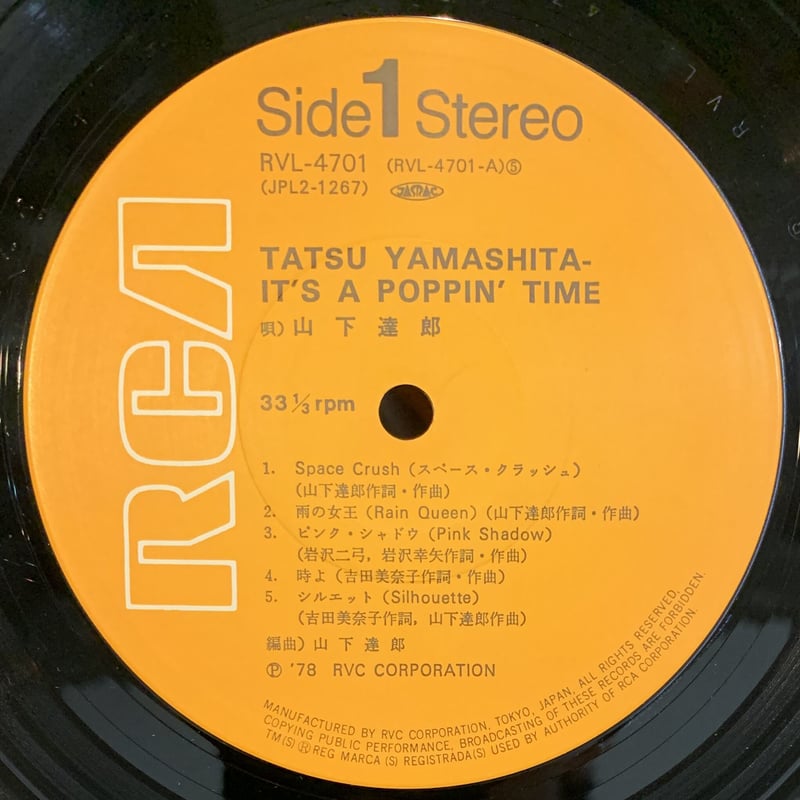 Side 1 Stereo
RVL-4701 (RVL-4701-A)⑤
(JPL2-1267) JASRAC
RCA
TATSU YAMASHITA-
IT'S A POPPIN' TIME
唄) 山下達郎
33⅓ rpm
1. Space Crush (スペース・クラッシュ)
(山下達郎作詞・作曲)
2. 雨の女王 (Rain Queen) (山下達郎作詞・作曲)
3. ピンク・シャドウ (Pink Shadow)
(岩沢二弓, 岩沢幸矢作詞・作曲)
4. 時よ (吉田美奈子作詞・作曲)
5. シルエット (Silhouette)
(吉田美奈子作詞, 山下達郎作曲)
編曲) 山下達郎
Ⓟ '78 RVC CORPORATION
MANUFACTURED BY RVC CORPORATION, TOKYO, JAPAN, ALL RIGHTS RESERVED,
COPYING PUBLIC PERFORMANCE, BROADCASTING OF THESE RECORDS ARE FORBIDDEN.
TM(S) ® REG MARCA (S) REGISTRADA(S) USED BY AUTHORITY OF RCA CORPORATION.